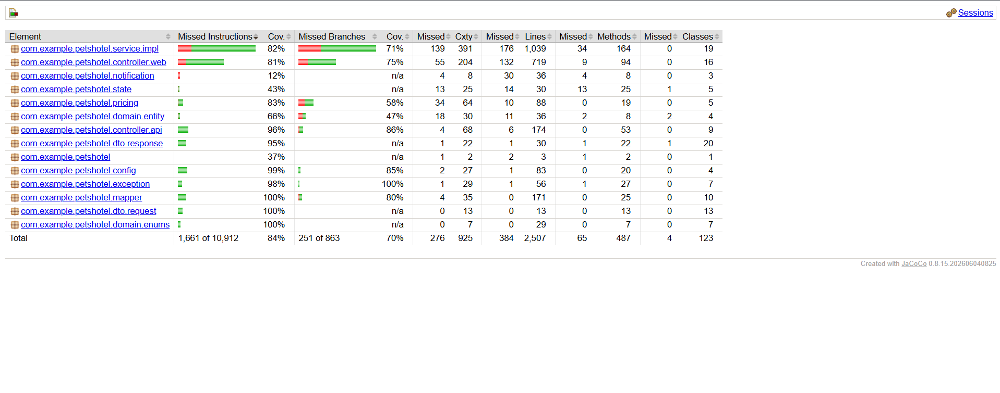 Sessions
Element Missed Instructions Cov. Missed Branches Cov. Missed Cxty Missed Lines Missed Methods Missed Classes
com.example.petshotel.service.impl 82% 71% 139 391 176 1,039 34 164 0 19
com.example.petshotel.controller.web 81% 75% 55 204 132 719 9 94 0 16
com.example.petshotel.notification 12% n/a 4 8 30 36 4 8 0 3
com.example.petshotel.state 43% n/a 13 25 14 30 13 25 1 5
com.example.petshotel.pricing 83% 58% 34 64 10 88 0 19 0 5
com.example.petshotel.domain.entity 66% 47% 18 30 11 36 2 8 2 4
com.example.petshotel.controller.api 96% 86% 4 68 6 174 0 53 0 9
com.example.petshotel.dto.response 95% n/a 1 22 1 30 1 22 1 20
com.example.petshotel 37% n/a 1 2 2 3 1 2 0 1
com.example.petshotel.config 99% 85% 2 27 1 83 0 20 0 4
com.example.petshotel.exception 98% 100% 1 29 1 56 1 27 0 7
com.example.petshotel.mapper 100% 80% 4 35 0 171 0 25 0 10
com.example.petshotel.dto.request 100% n/a 0 13 0 13 0 13 0 13
com.example.petshotel.domain.enums 100% n/a 0 7 0 29 0 7 0 7
Total 1,661 of 10,912 84% 251 of 863 70% 276 925 384 2,507 65 487 4 123
Created with JaCoCo 0.8.15.202606040825